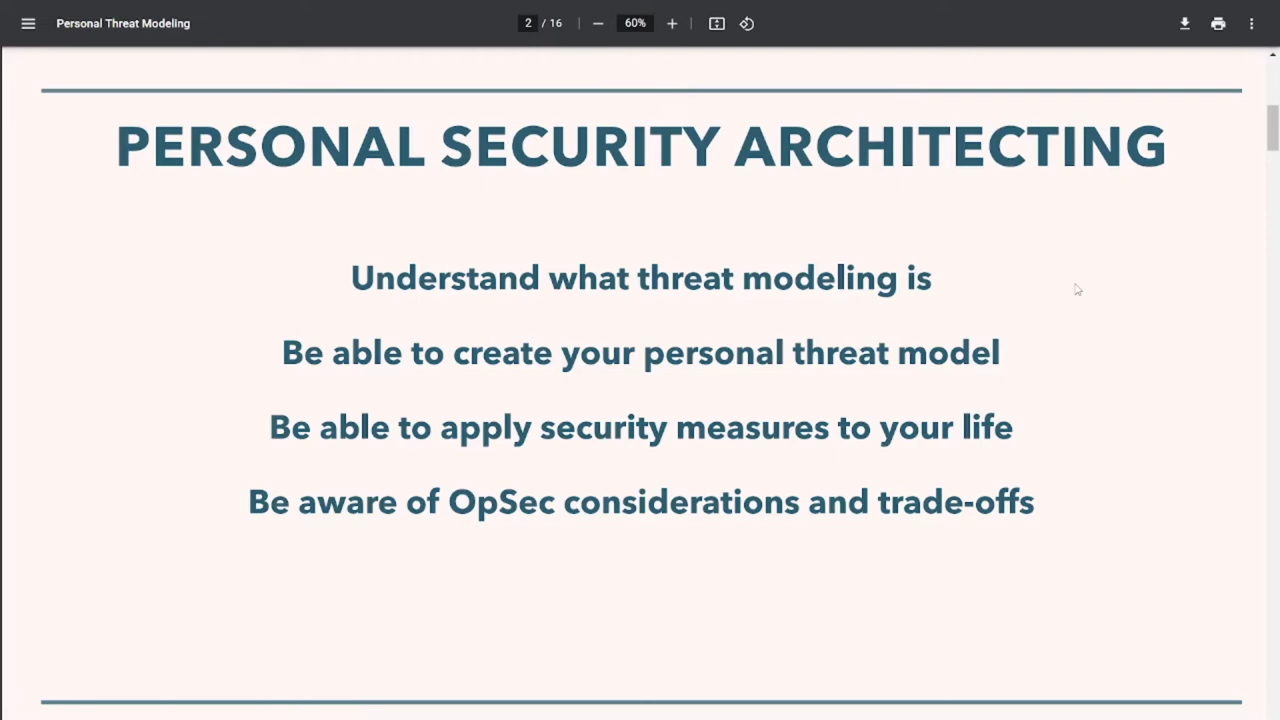 Personal Threat Modeling
2 / 16
60%
PERSONAL SECURITY ARCHITECTING
Understand what threat modeling is
Be able to create your personal threat model
Be able to apply security measures to your life
Be aware of OpSec considerations and trade-offs